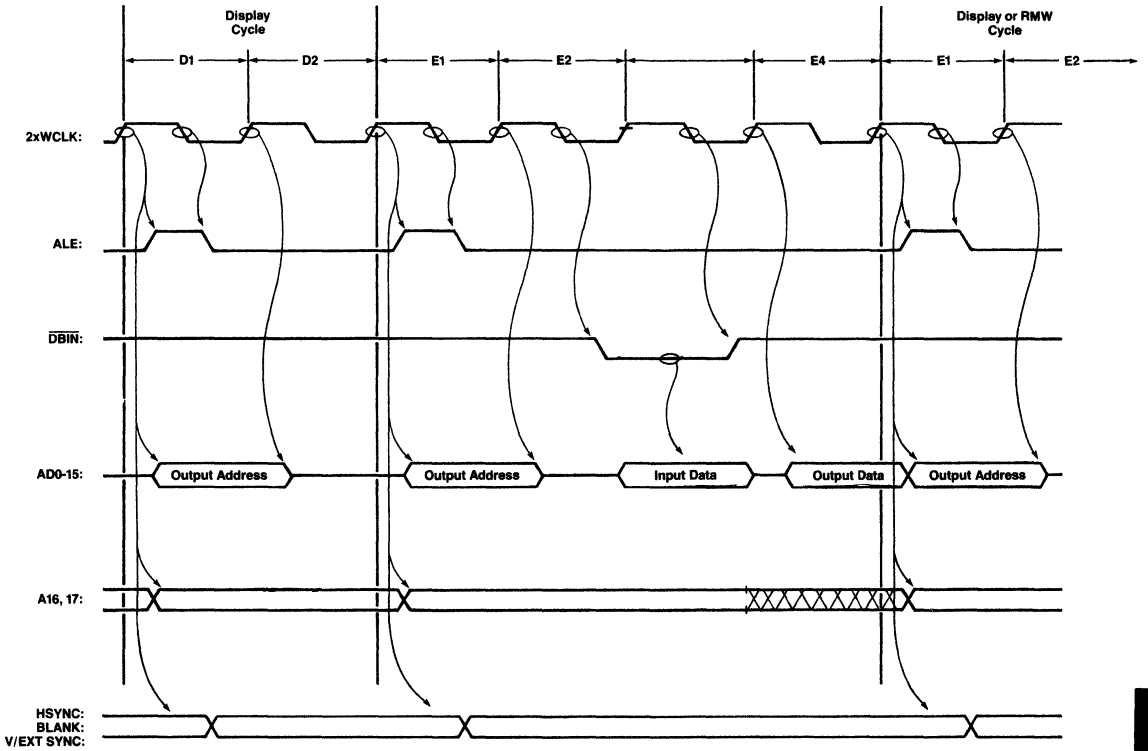 Display
Cycle
Display or RMW
Cycle
D1
D2
E1
E2
E4
E1
E2
2xWCLK:
ALE:
DBIN:
AD0-15:
Output Address
Output Address
Input Data
Output Data
Output Address
A16, 17:
HSYNC:
BLANK:
V/EXT SYNC: